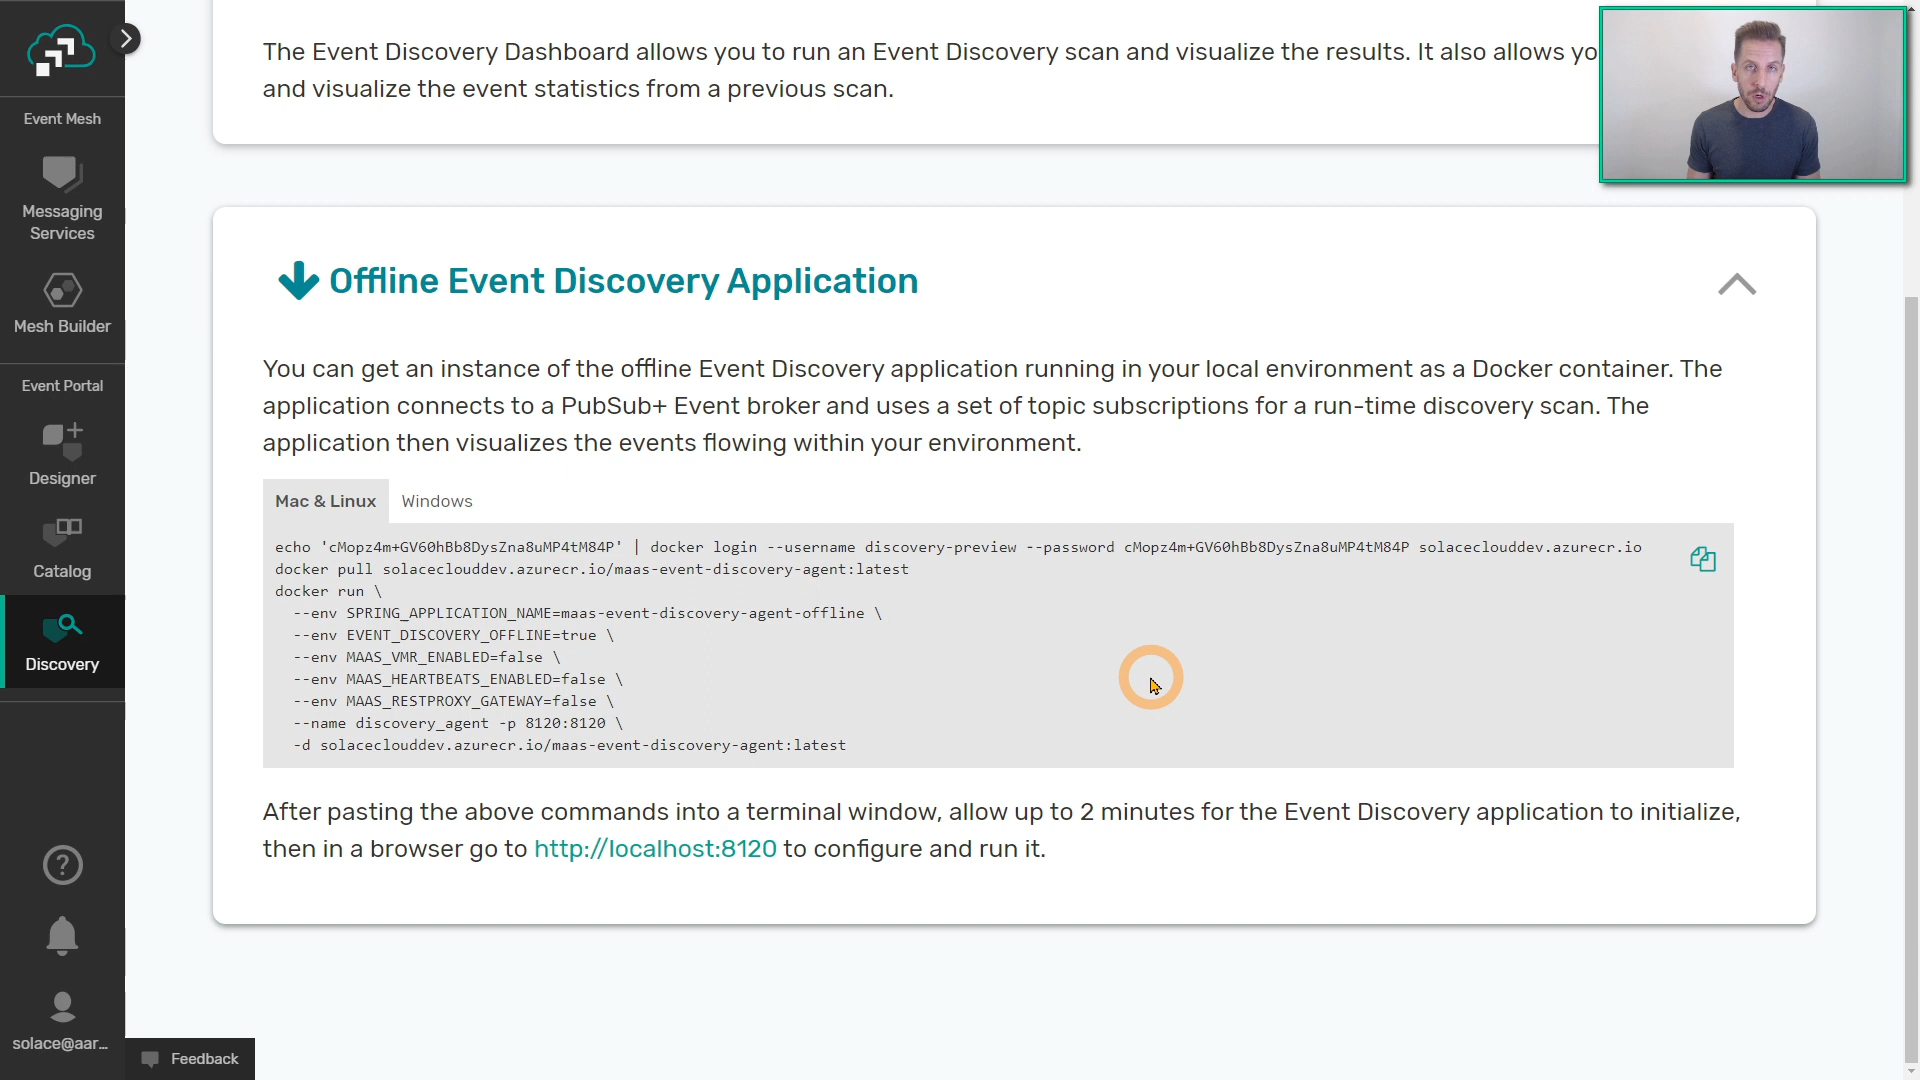 The Event Discovery Dashboard allows you to run an Event Discovery scan and visualize the results. It also allows yo
and visualize the event statistics from a previous scan.
Event Mesh
Messaging
Services
Mesh Builder
Event Portal
Designer
Catalog
Discovery
solace@aar...
Feedback
Offline Event Discovery Application
You can get an instance of the offline Event Discovery application running in your local environment as a Docker container. The
application connects to a PubSub+ Event broker and uses a set of topic subscriptions for a run-time discovery scan. The
application then visualizes the events flowing within your environment.
Mac & Linux Windows
echo 'cMopz4m+GV60hBb8DysZna8uMP4tM84P' | docker login --username discovery-preview --password cMopz4m+GV60hBb8DysZna8uMP4tM84P solaceclouddev.azurecr.io
docker pull solaceclouddev.azurecr.io/maas-event-discovery-agent:latest
docker run \
--env SPRING_APPLICATION_NAME=maas-event-discovery-agent-offline \
--env EVENT_DISCOVERY_OFFLINE=true \
--env MAAS_VMR_ENABLED=false \
--env MAAS_HEARTBEATS_ENABLED=false \
--env MAAS_RESTPROXY_GATEWAY=false \
--name discovery_agent -p 8120:8120 \
-d solaceclouddev.azurecr.io/maas-event-discovery-agent:latest
After pasting the above commands into a terminal window, allow up to 2 minutes for the Event Discovery application to initialize,
then in a browser go to http://localhost:8120 to configure and run it.